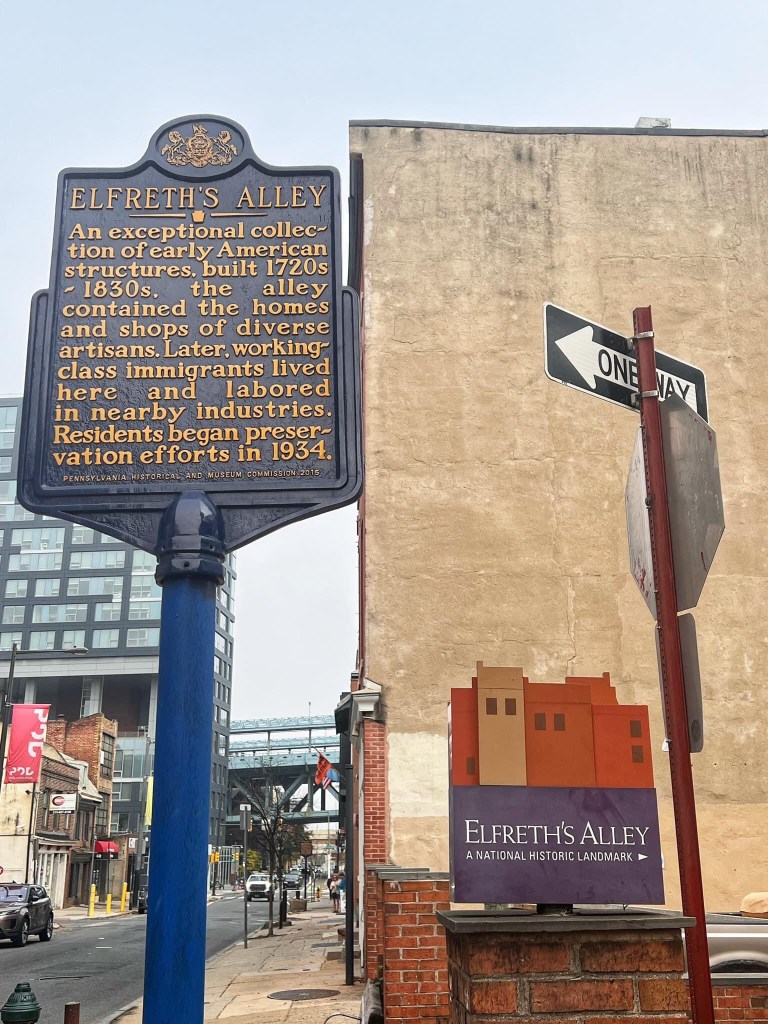 ELFRETH'S ALLEY
An exceptional collec-
tion of early American
structures, built 1720s
- 1830s, the alley
contained the homes
and shops of diverse
artisans. Later, working-
class immigrants lived
here and labored
in nearby industries.
Residents began preser-
vation efforts in 1934.
PENNSYLVANIA HISTORICAL AND MUSEUM COMMISSION 2015
ONE WAY
ELFRETH'S ALLEY
A NATIONAL HISTORIC LANDMARK